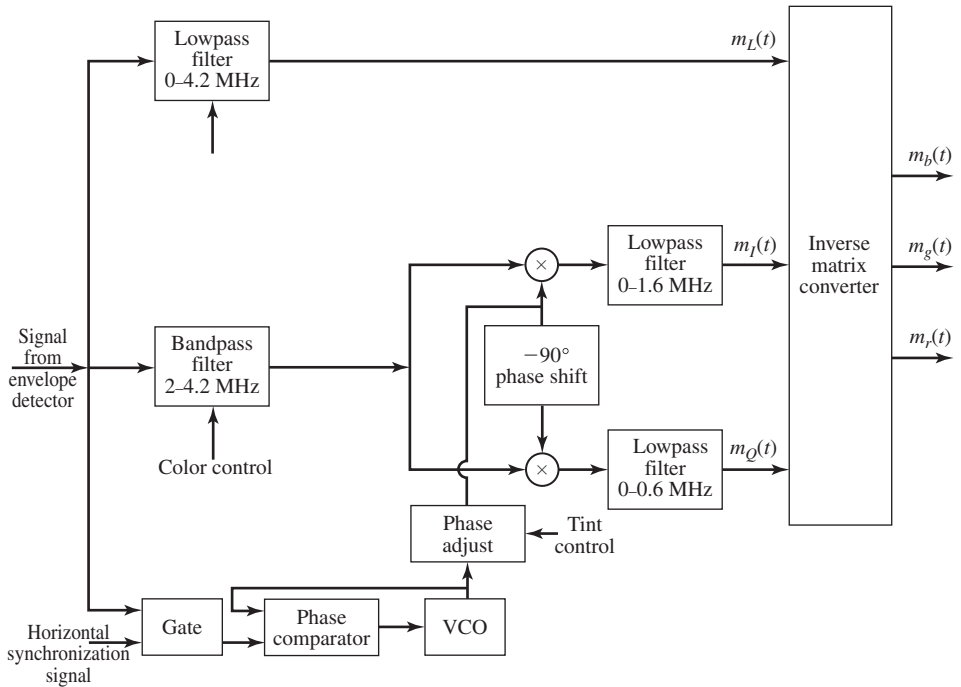 Lowpass
filter
0–4.2 MHz
m_L(t)
m_b(t)
Lowpass
filter
0–1.6 MHz
m_I(t)
Inverse
matrix
converter
m_g(t)
×
Signal
from
envelope
detector
Bandpass
filter
2–4.2 MHz
−90°
phase shift
m_r(t)
Color control
×
Lowpass
filter
0–0.6 MHz
m_Q(t)
Phase
adjust
Tint
control
Horizontal
synchronization
signal
Gate
Phase
comparator
VCO